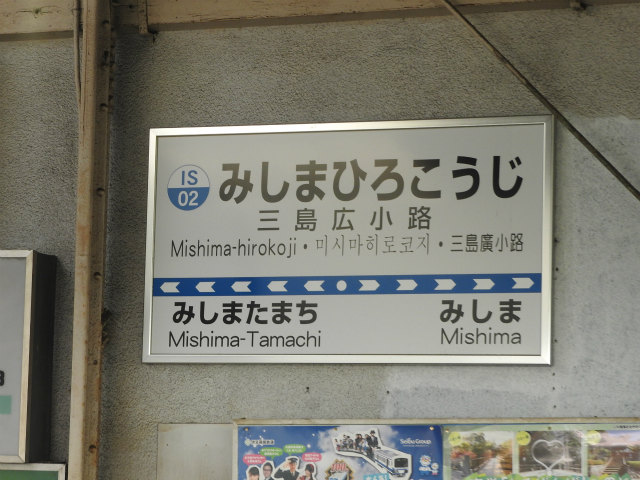 IS
02
みしまひろこうじ
三島広小路
Mishima-hirokoji・미시마히로코지・三島廣小路
みしまたまち
みしま
Mishima-Tamachi
Mishima
Seibu Group